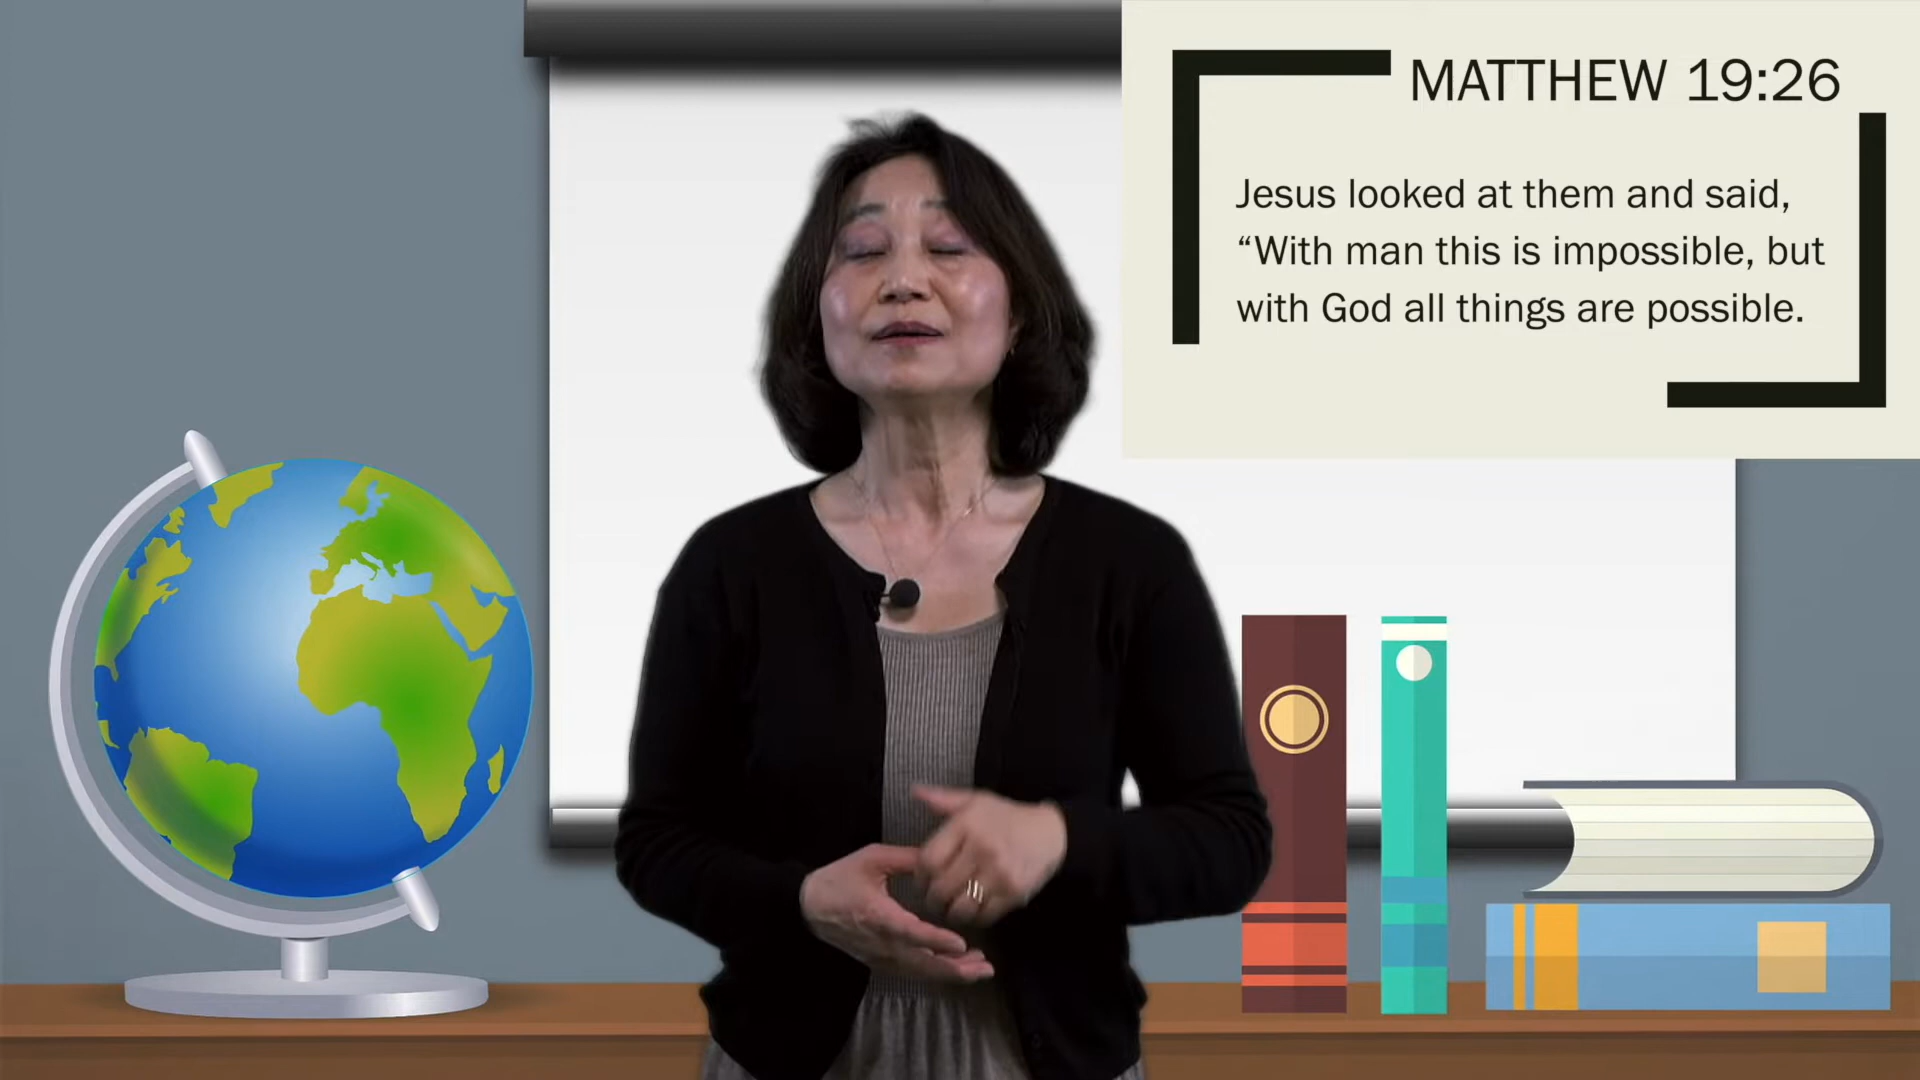 MATTHEW 19:26
Jesus looked at them and said,
“With man this is impossible, but
with God all things are possible.